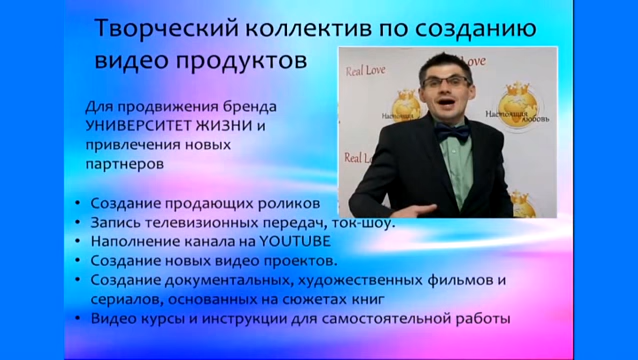 Творческий коллектив по созданию
видео продуктов
Real Love
Настоящая
Настоящая
любовь
Real Love
Для продвижения бренда
УНИВЕРСИТЕТ ЖИЗНИ и
привлечения новых
партнеров
• Создание продающих роликов
• Запись телевизионных передач, ток-шоу.
• Наполнение канала на YOUTUBE
• Создание новых видео проектов.
• Создание документальных, художественных фильмов и
сериалов, основанных на сюжетах книг
• Видео курсы и инструкции для самостоятельной работы